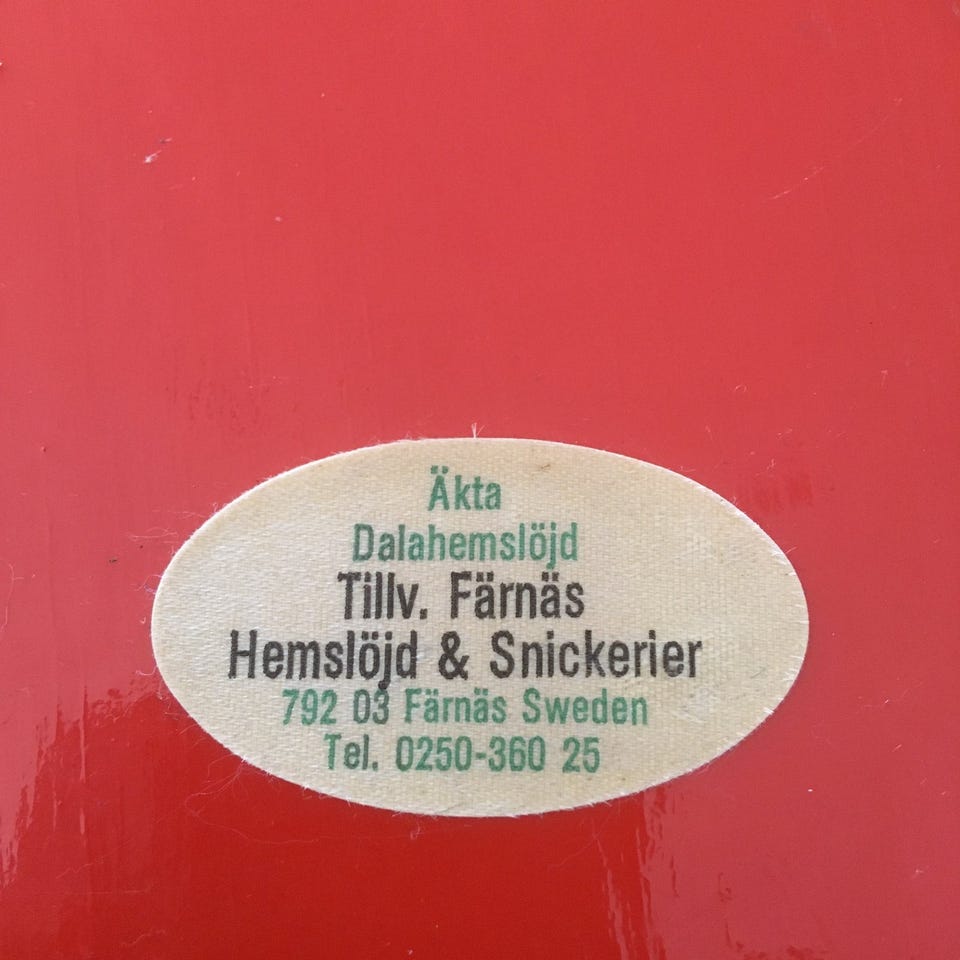 Äkta
Dalahemslöjd
Tillv. Färnäs
Hemslöjd & Snickerier
792 03 Färnäs Sweden
Tel. 0250-360 25